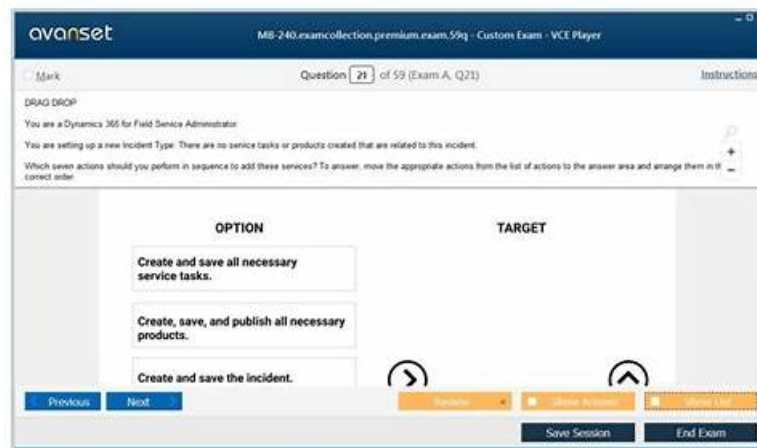 avanset
MB-240.examcollection.premium.exam.59q - Custom Exam - VCE Player
Mark
Question 21 of 59 (Exam A, Q21)
Instructions
DRAG DROP
You are a Dynamics 365 for Field Service Administrator.
You are setting up a new Incident Type. There are no service tasks or products created that are related to this incident.
Which seven actions should you perform in sequence to add these services? To answer, move the appropriate actions from the list of actions to the answer area and arrange them in th
correct order
OPTION
TARGET
Create and save all necessary
service tasks.
Create, save, and publish all necessary
products.
Create and save the incident.
Previous
Next
Review
Show Answer
Show List
Save Session
End Exam